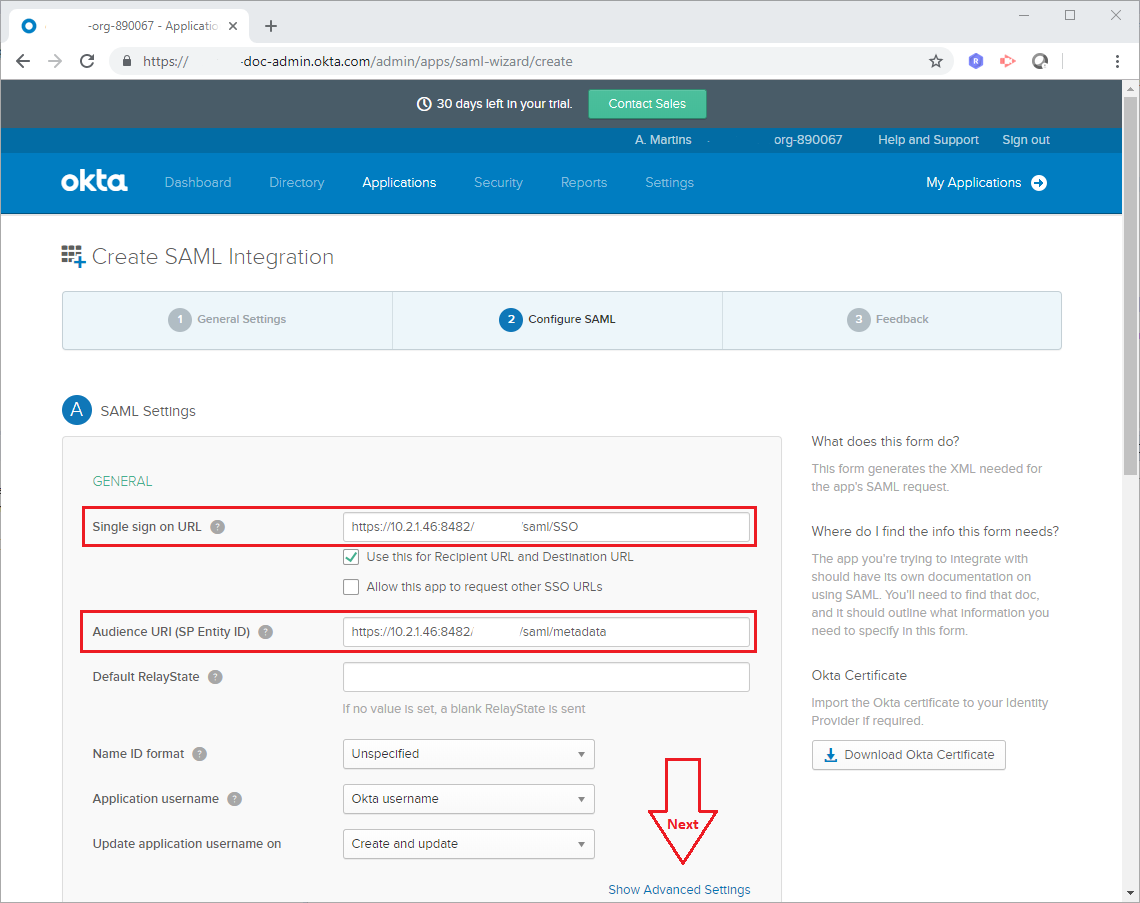 -org-890067 - Applicatio
https:// -doc-admin.okta.com/admin/apps/saml-wizard/create
R
30 days left in your trial. Contact Sales
A. Martins org-890067 Help and Support Sign out
okta Dashboard Directory Applications Security Reports Settings My Applications
Create SAML Integration
1 General Settings 2 Configure SAML 3 Feedback
A SAML Settings
GENERAL
Single sign on URL ? https://10.2.1.46:8482/ /saml/SSO
Use this for Recipient URL and Destination URL
Allow this app to request other SSO URLs
Audience URI (SP Entity ID) ? https://10.2.1.46:8482/ /saml/metadata
Default RelayState ?
If no value is set, a blank RelayState is sent
Name ID format ? Unspecified
Application username ? Okta username
Update application username on Create and update
Next
Show Advanced Settings
What does this form do?
This form generates the XML needed for
the app's SAML request.
Where do I find the info this form needs?
The app you're trying to integrate with
should have its own documentation on
using SAML. You'll need to find that doc,
and it should outline what information you
need to specify in this form.
Okta Certificate
Import the Okta certificate to your Identity
Provider if required.
Download Okta Certificate